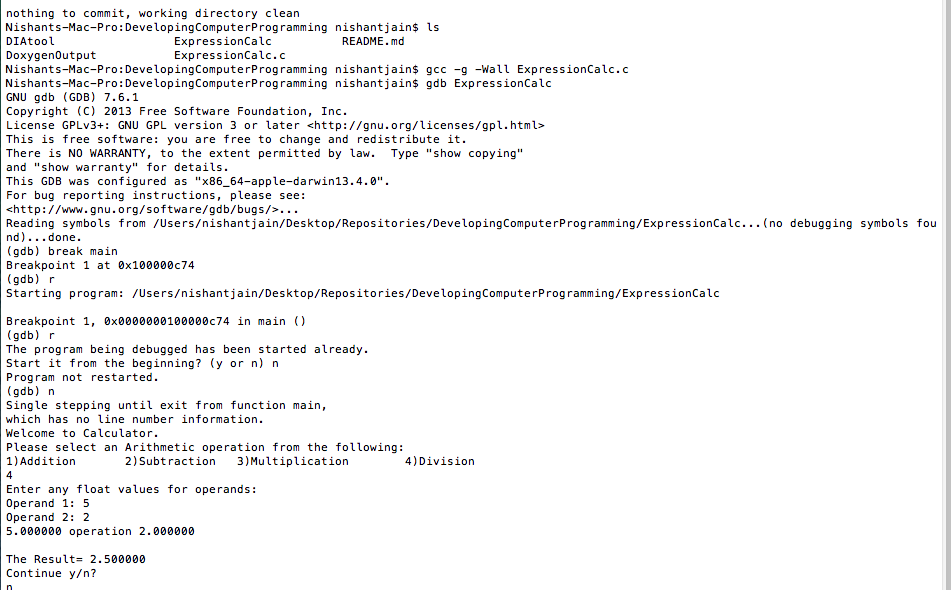 nothing to commit, working directory clean
Nishants-Mac-Pro:DevelopingComputerProgramming nishantjain$ ls
DIAtool                 ExpressionCalc          README.md
DoxygenOutput           ExpressionCalc.c
Nishants-Mac-Pro:DevelopingComputerProgramming nishantjain$ gcc -g -Wall ExpressionCalc.c
Nishants-Mac-Pro:DevelopingComputerProgramming nishantjain$ gdb ExpressionCalc
GNU gdb (GDB) 7.6.1
Copyright (C) 2013 Free Software Foundation, Inc.
License GPLv3+: GNU GPL version 3 or later <http://gnu.org/licenses/gpl.html>
This is free software: you are free to change and redistribute it.
There is NO WARRANTY, to the extent permitted by law.  Type "show copying"
and "show warranty" for details.
This GDB was configured as "x86_64-apple-darwin13.4.0".
For bug reporting instructions, please see:
<http://www.gnu.org/software/gdb/bugs/>...
Reading symbols from /Users/nishantjain/Desktop/Repositories/DevelopingComputerProgramming/ExpressionCalc...(no debugging symbols fou
nd)...done.
(gdb) break main
Breakpoint 1 at 0x100000c74
(gdb) r
Starting program: /Users/nishantjain/Desktop/Repositories/DevelopingComputerProgramming/ExpressionCalc

Breakpoint 1, 0x0000000100000c74 in main ()
(gdb) r
The program being debugged has been started already.
Start it from the beginning? (y or n) n
Program not restarted.
(gdb) n
Single stepping until exit from function main,
which has no line number information.
Welcome to Calculator.
Please select an Arithmetic operation from the following:
1)Addition       2)Subtraction   3)Multiplication        4)Division
4
Enter any float values for operands:
Operand 1: 5
Operand 2: 2
5.000000 operation 2.000000

The Result= 2.500000
Continue y/n?
n